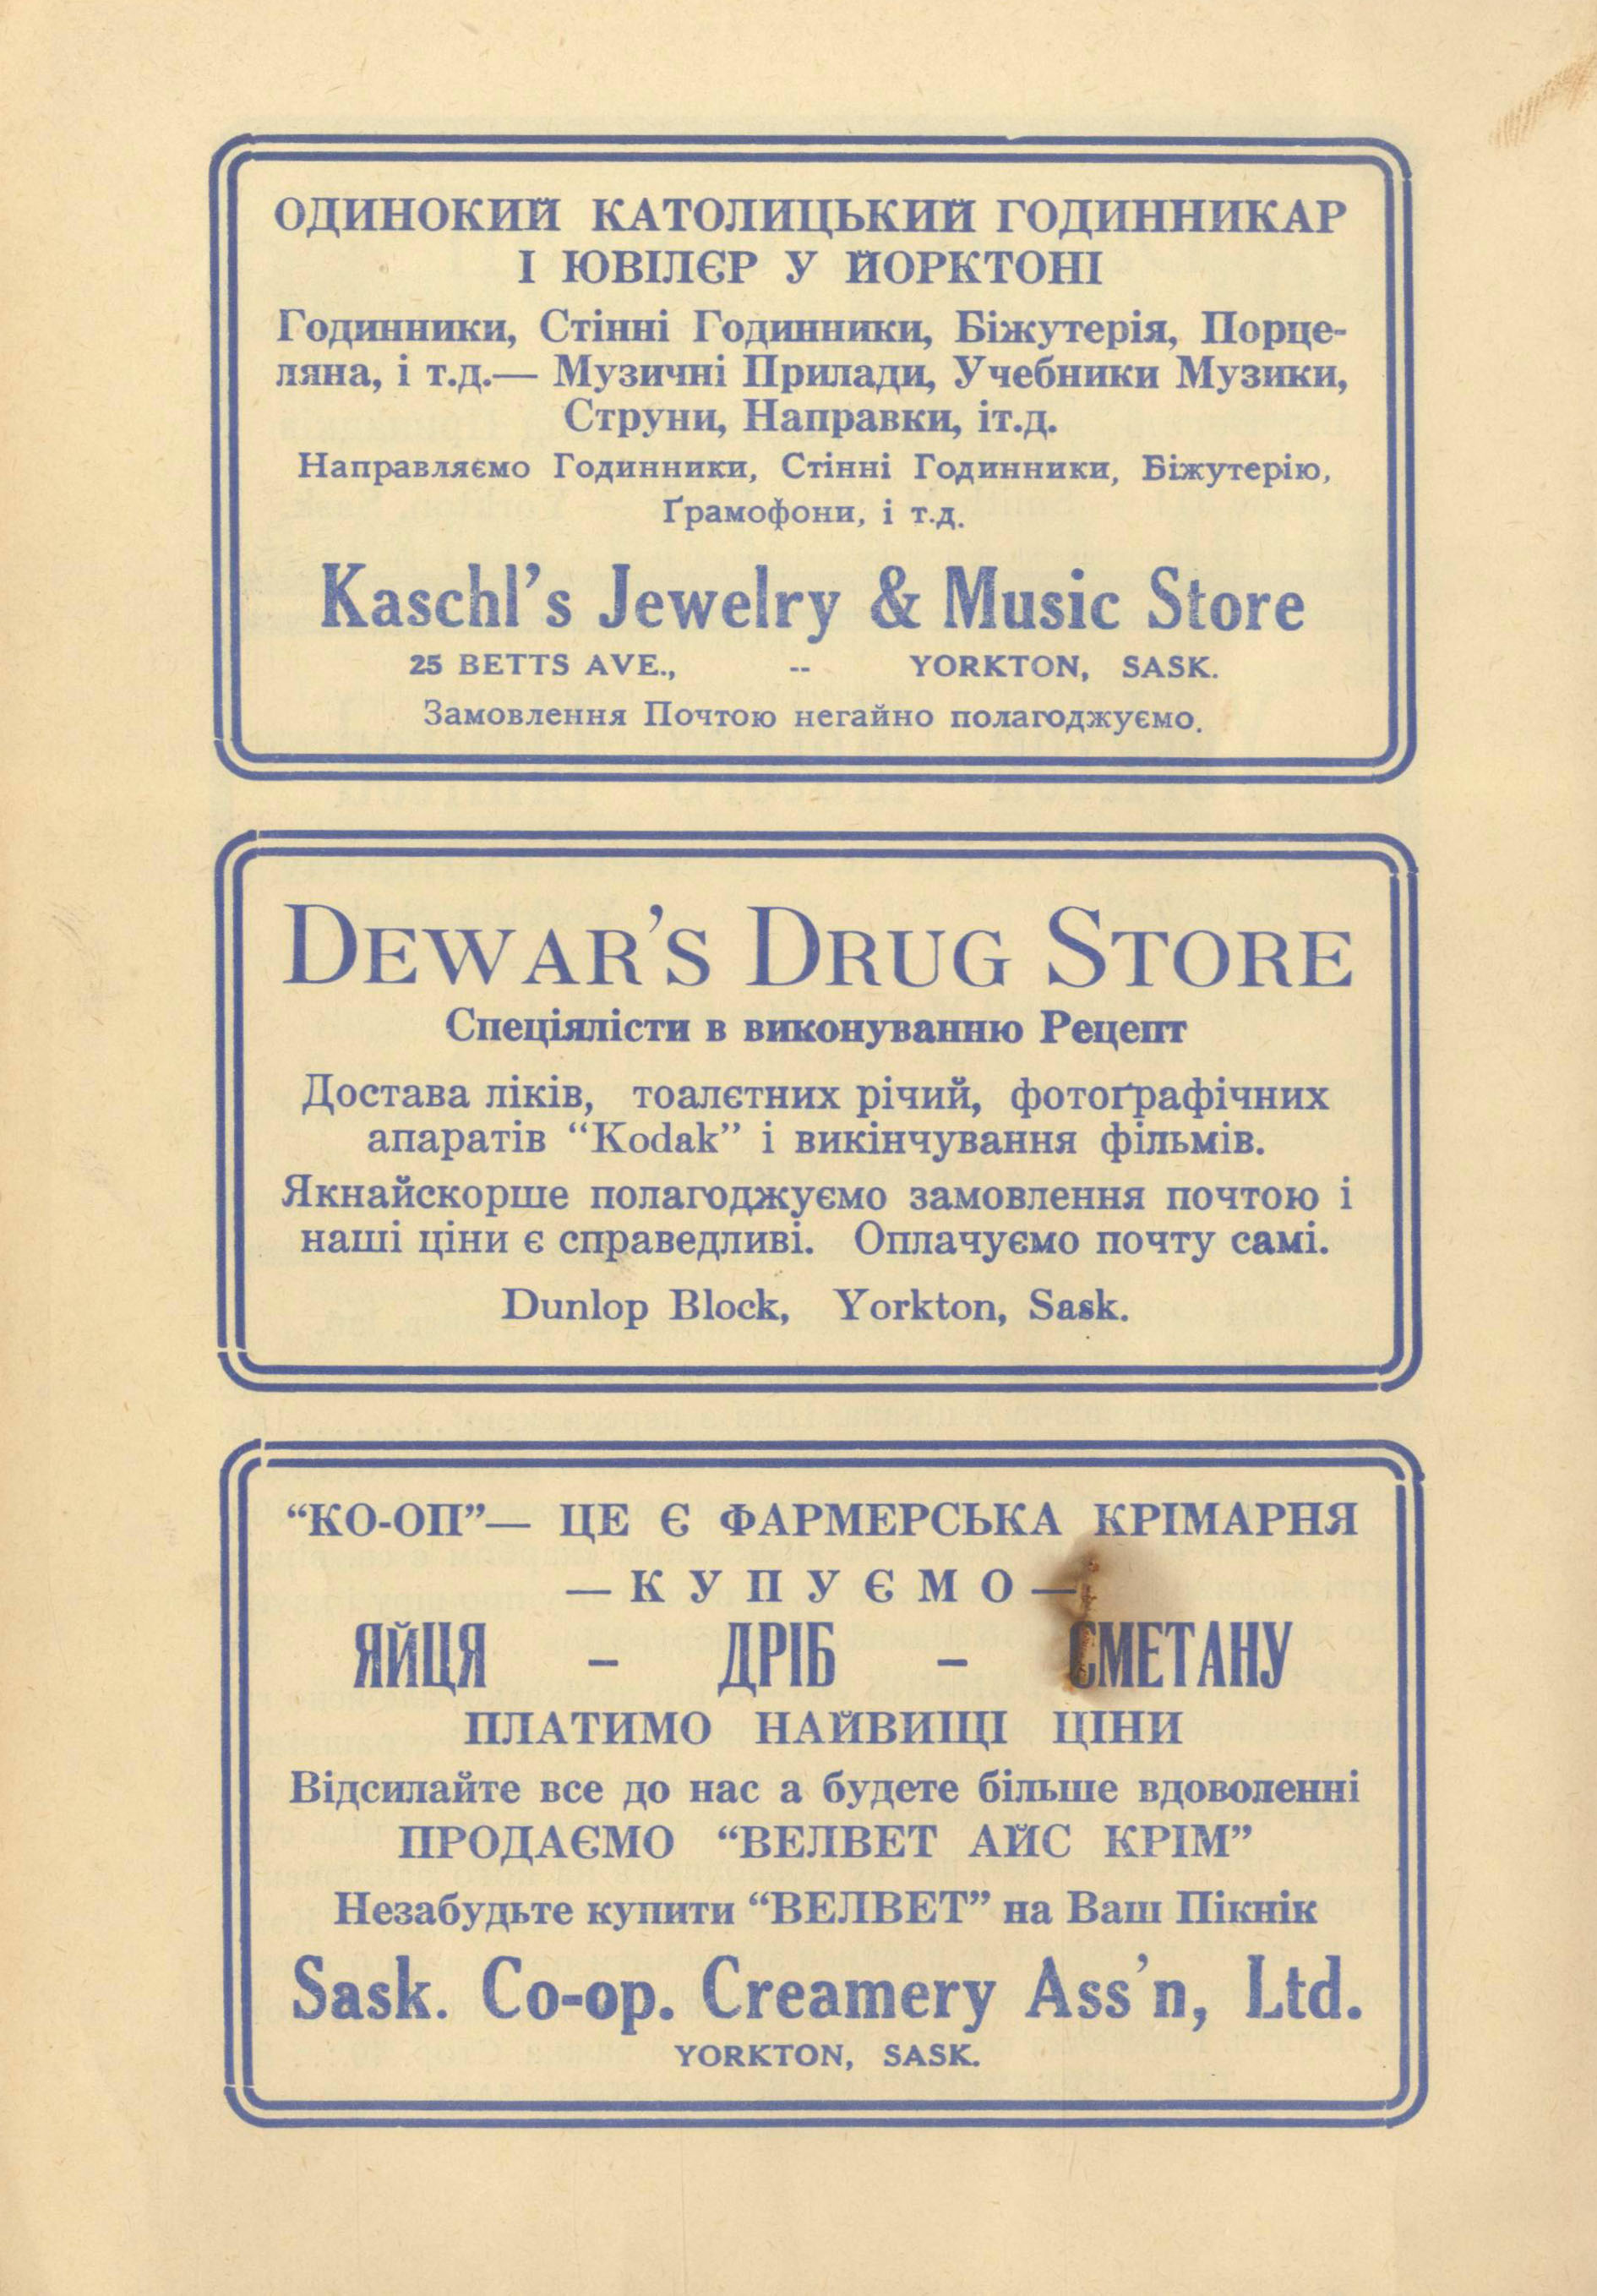 ОДИНОКИЙ КАТОЛИЦЬКИЙ ГОДИННИКАР
І ЮВІЛЄР У ЙОРКТОНІ
Годинники, Стінні Годинники, Біжутерія, Порце-
ляна, і т.д.— Музичні Прилади, Учебники Музики,
Струни, Направки, іт.д.
Направляємо Годинники, Стінні Годинники, Біжутерію,
Ґрамофони, і т.д.
Kaschl's Jewelry & Music Store
25 BETTS AVE., -- YORKTON, SASK.
Замовлення Почтою негайно полагоджуємо.
DEWAR'S DRUG STORE
Спеціялісти в виконуванню Рецепт
Достава ліків, тоалєтних річий, фотоґрафічних
апаратів “Kodak” і викінчування фільмів.
Якнайскорше полагоджуємо замовлення почтою і
наші ціни є справедливі. Оплачуємо почту самі.
Dunlop Block, Yorkton, Sask.
“КО-ОП”— ЦЕ Є ФАРМЕРСЬКА КРІМАРНЯ
— К У П У Є М О —
ЯЙЦЯ - ДРІБ - СМЕТАНУ
ПЛАТИМО НАЙВИЩІ ЦІНИ
Відсилайте все до нас а будете більше вдоволенні
ПРОДАЄМО “ВЕЛВЕТ АЙС КРІМ”
Незабудьте купити “ВЕЛВЕТ” на Ваш Пікнік
Sask. Co-op. Creamery Ass'n, Ltd.
YORKTON, SASK.